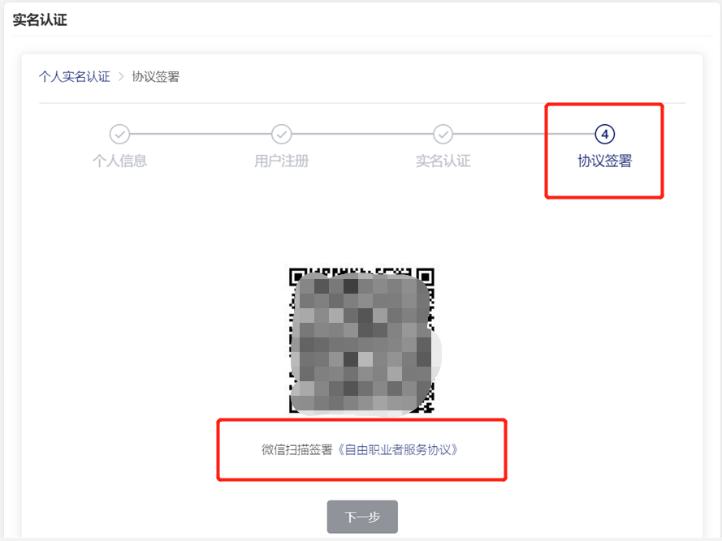 实名认证
个人实名认证 > 协议签署
4
个人信息 用户注册 实名认证 协议签署
微信扫描签署《自由职业者服务协议》
下一步